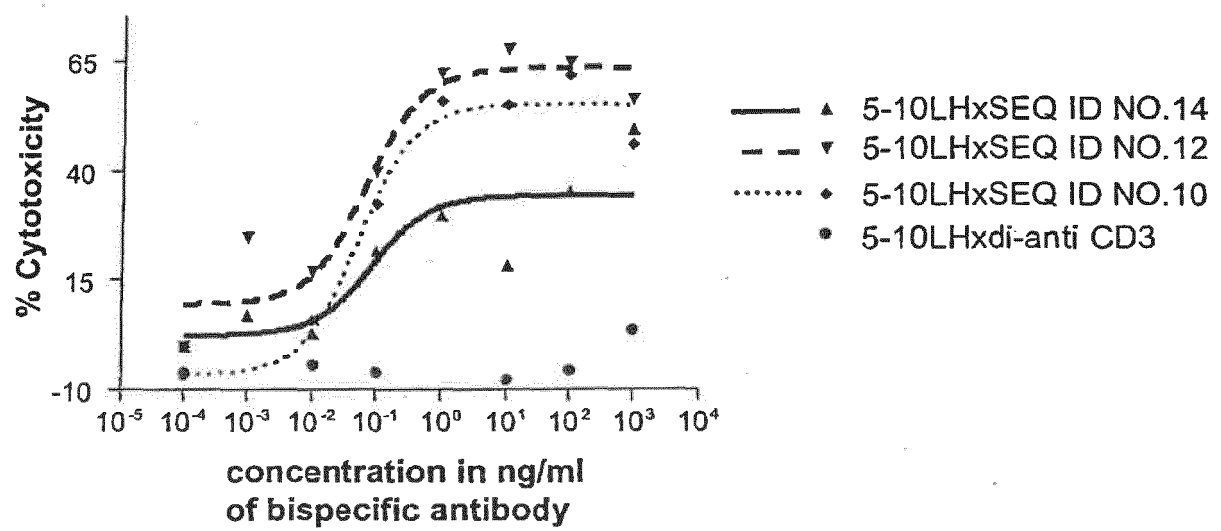 % Cytotoxicity
65
40
15
-10
10⁻⁵ 10⁻⁴ 10⁻³ 10⁻² 10⁻¹ 10⁰ 10¹ 10² 10³ 10⁴
concentration in ng/ml
of bispecific antibody
5-10LHxSEQ ID NO.14
5-10LHxSEQ ID NO.12
5-10LHxSEQ ID NO.10
5-10LHxdi-anti CD3